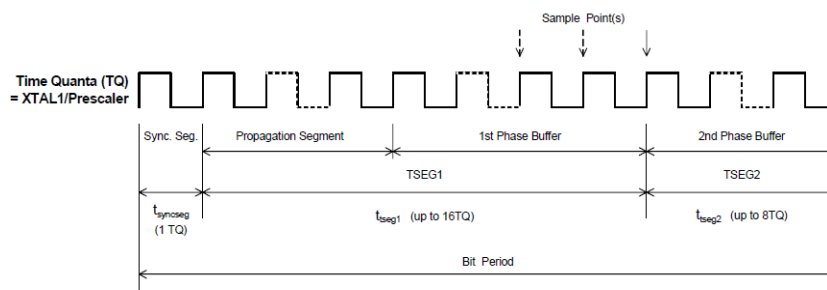 Sample Point(s)
Time Quanta (TQ)
= XTAL1/Prescaler
Sync. Seg.
Propagation Segment
1st Phase Buffer
2nd Phase Buffer
TSEG1
TSEG2
tsyncseg
(1 TQ)
ttseg1 (up to 16TQ)
ttseg2 (up to 8TQ)
Bit Period